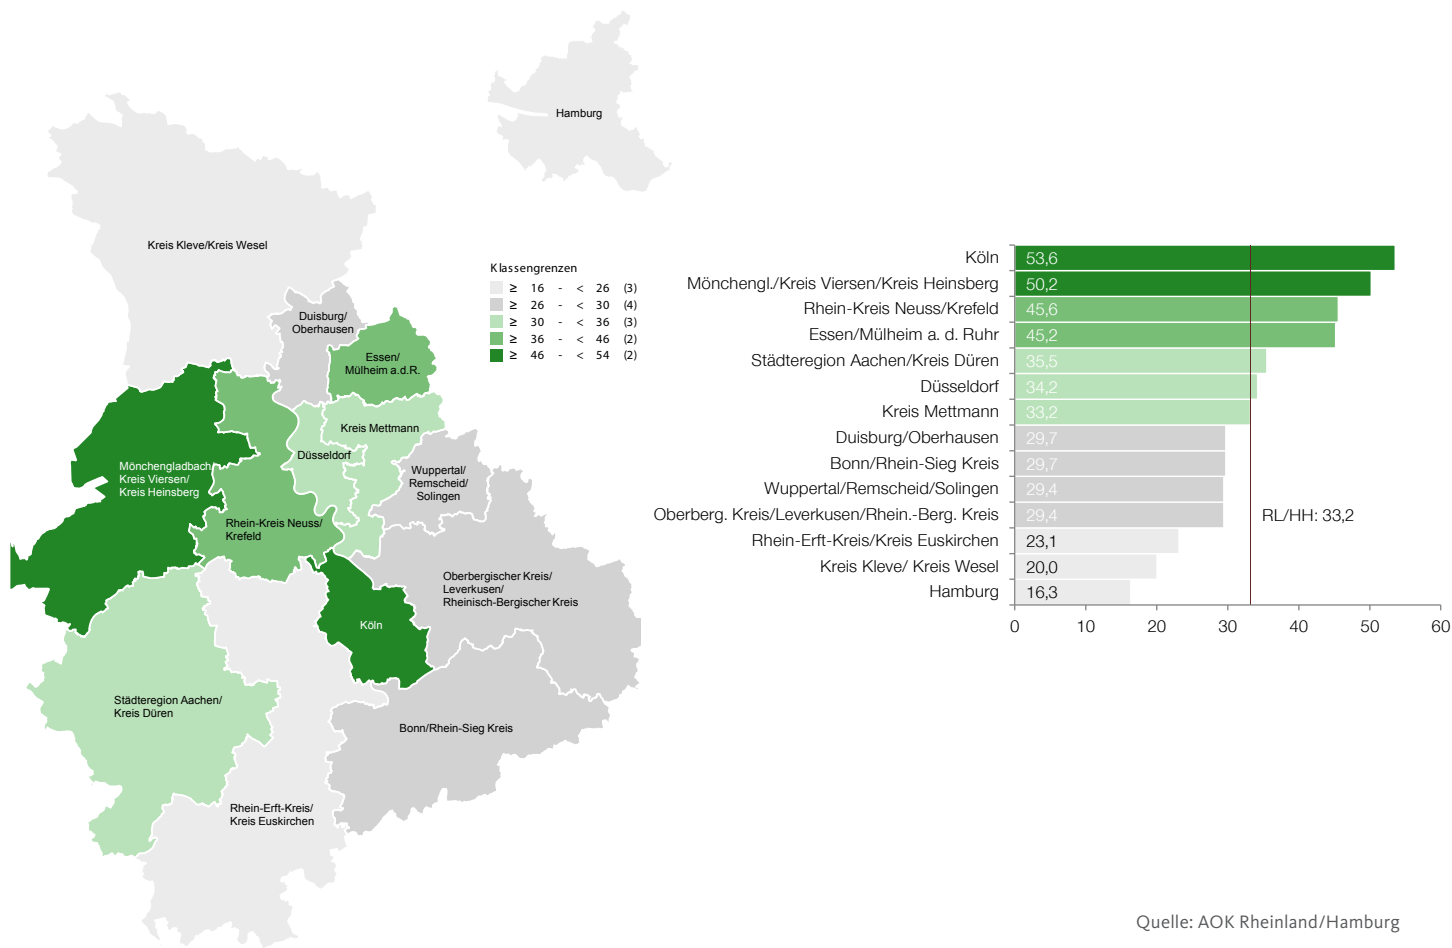 Hamburg
Kreis Kleve/Kreis Wesel
Duisburg/
Oberhausen
Essen/
Mülheim a.d.R.
Kreis Mettmann
Düsseldorf
Mönchengladbach
Kreis Viersen/
Kreis Heinsberg
Wuppertal/
Remscheid/
Solingen
Rhein-Kreis Neuss/
Krefeld
Oberbergischer Kreis/
Leverkusen/
Rheinisch-Bergischer Kreis
Köln
Städteregion Aachen/
Kreis Düren
Bonn/Rhein-Sieg Kreis
Rhein-Erft-Kreis/
Kreis Euskirchen
Klassengrenzen
≥ 16 - < 26 (3)
≥ 26 - < 30 (4)
≥ 30 - < 36 (3)
≥ 36 - < 46 (2)
≥ 46 - < 54 (2)
Köln 53,6
Mönchengl./Kreis Viersen/Kreis Heinsberg 50,2
Rhein-Kreis Neuss/Krefeld 45,6
Essen/Mülheim a. d. Ruhr 45,2
Städteregion Aachen/Kreis Düren 35,5
Düsseldorf 34,2
Kreis Mettmann 33,2
Duisburg/Oberhausen 29,7
Bonn/Rhein-Sieg Kreis 29,7
Wuppertal/Remscheid/Solingen 29,4
Oberberg. Kreis/Leverkusen/Rhein.-Berg. Kreis 29,4
RL/HH: 33,2
Rhein-Erft-Kreis/Kreis Euskirchen 23,1
Kreis Kleve/ Kreis Wesel 20,0
Hamburg 16,3
0 10 20 30 40 50 60
Quelle: AOK Rheinland/Hamburg